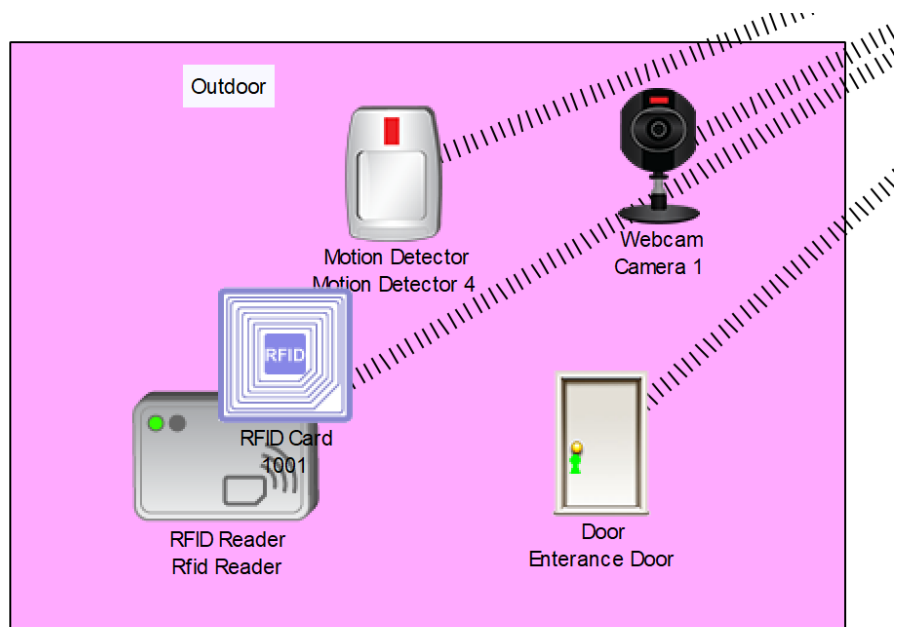 Outdoor
Motion Detector
Motion Detector 4
Webcam
Camera 1
RFID
RFID Card
1001
RFID Reader
Rfid Reader
Door
Enterance Door